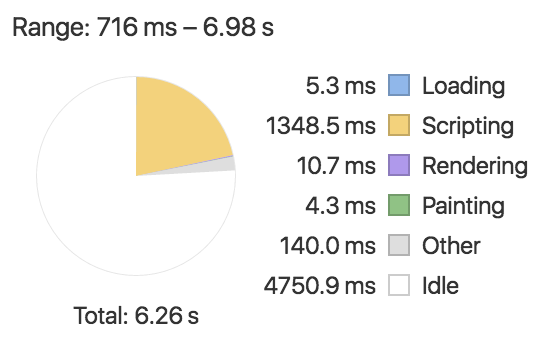 Range: 716 ms – 6.98 s
5.3 ms Loading
1348.5 ms Scripting
10.7 ms Rendering
4.3 ms Painting
140.0 ms Other
4750.9 ms Idle
Total: 6.26 s